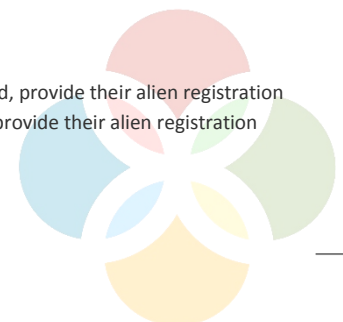 d, provide their alien registration
provide their alien registration